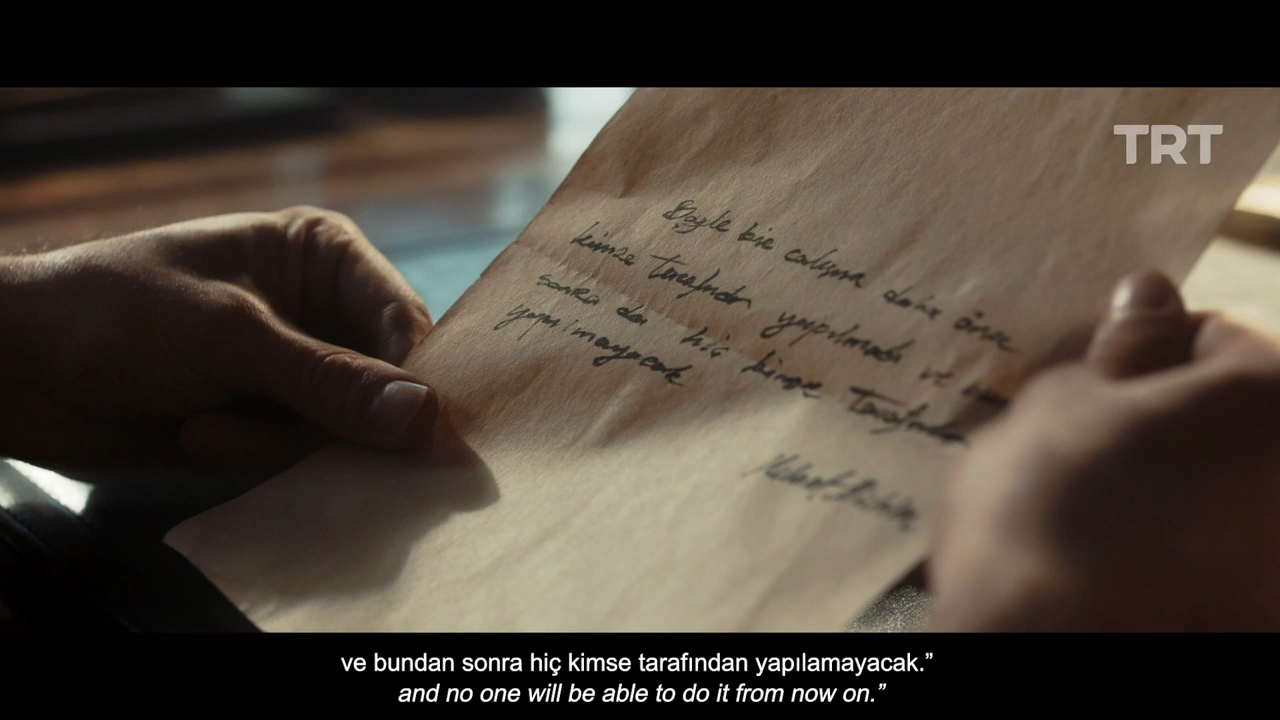 TRT
Böyle bir çalışma daha önce
kimse tarafından yapılmadı ve
sonra da hiç kimse tarafından
yapılmayacak
ve bundan sonra hiç kimse tarafından yapılamayacak.”
and no one will be able to do it from now on.”